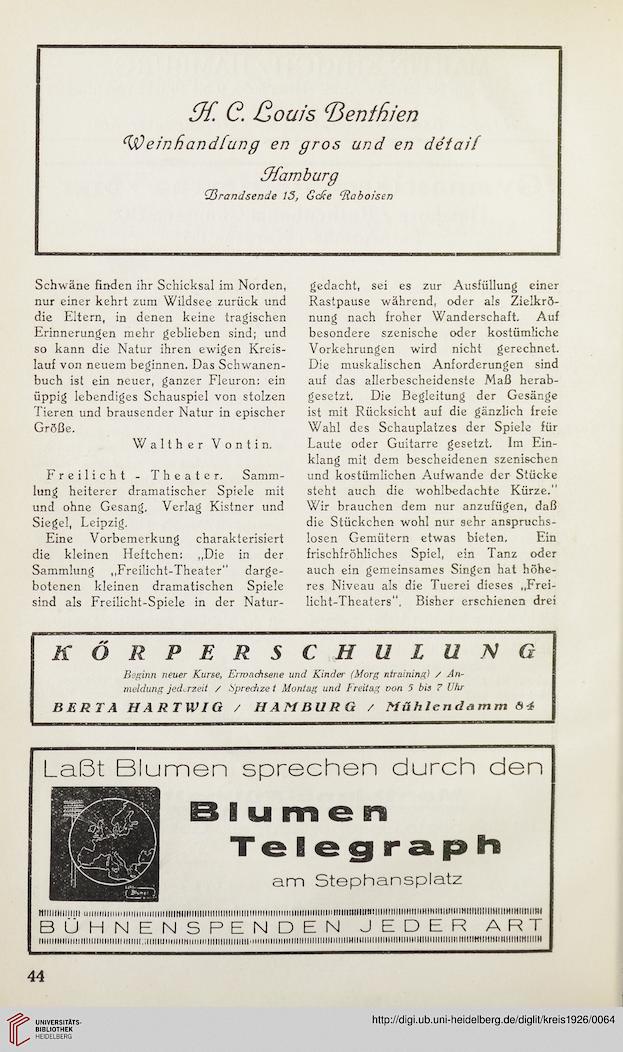 H. C. Louis Benthien
Weinhandlung en gros und en détail
Hamburg
Brandsende 13, Ecke Raboisen
Schwäne finden ihr Schicksal im Norden,
nur einer kehrt zum Wildsee zurück und
die Eltern, in denen keine tragischen
Erinnerungen mehr geblieben sind; und
so kann die Natur ihren ewigen Kreis-
lauf von neuem beginnen. Das Schwanen-
buch ist ein neuer, ganzer Fleuron: ein
üppig lebendiges Schauspiel von stolzen
Tieren und brausender Natur in epischer
Größe.
Walther Vontin.
Freilicht - Theater. Samm-
lung heiterer dramatischer Spiele mit
und ohne Gesang. Verlag Kistner und
Siegel, Leipzig.
Eine Vorbemerkung charakterisiert
die kleinen Heftchen: „Die in der
Sammlung „Freilicht-Theater" darge-
botenen kleinen dramatischen Spiele
sind als Freilicht-Spiele in der Natur-
gedacht, sei es zur Ausfüllung einer
Rastpause während, oder als Zielkrö-
nung nach froher Wanderschaft. Auf
besondere szenische oder kostümliche
Vorkehrungen wird nicht gerechnet.
Die muskalischen Anforderungen sind
auf das allerbescheidenste Maß herab-
gesetzt. Die Begleitung der Gesänge
ist mit Rücksicht auf die gänzlich freie
Wahl des Schauplatzes der Spiele für
Laute oder Guitarre gesetzt. Im Ein-
klang mit dem bescheidenen szenischen
und kostümlichen Aufwande der Stücke
steht auch die wohlbedachte Kürze."
Wir brauchen dem nur anzufügen, daß
die Stückchen wohl nur sehr anspruchs-
losen Gemütern etwas bieten. Ein
frischfröhliches Spiel, ein Tanz oder
auch ein gemeinsames Singen hat höhe-
res Niveau als die Tuerei dieses „Frei-
licht-Theaters". Bisher erschienen drei
KÖRPERSCHULUNG
Beginn neuer Kurse, Erwachsene und Kinder (Morg ntraining) / An-
meldung jederzeit / Sprechze t Montag und Freitag von 5 bis 7 Uhr
BERTA HARTWIG / HAMBURG / Mühlendamm 84
Laßt Blumen sprechen durch den
Blumen
Telegraph
am Stephansplatz
BÜHNENSPENDEN JEDER ART
44
UNIVERSITÄTS-
BIBLIOTHEK
HEIDELBERG
http://digi.ub.uni-heidelberg.de/diglit/kreis1926/0064